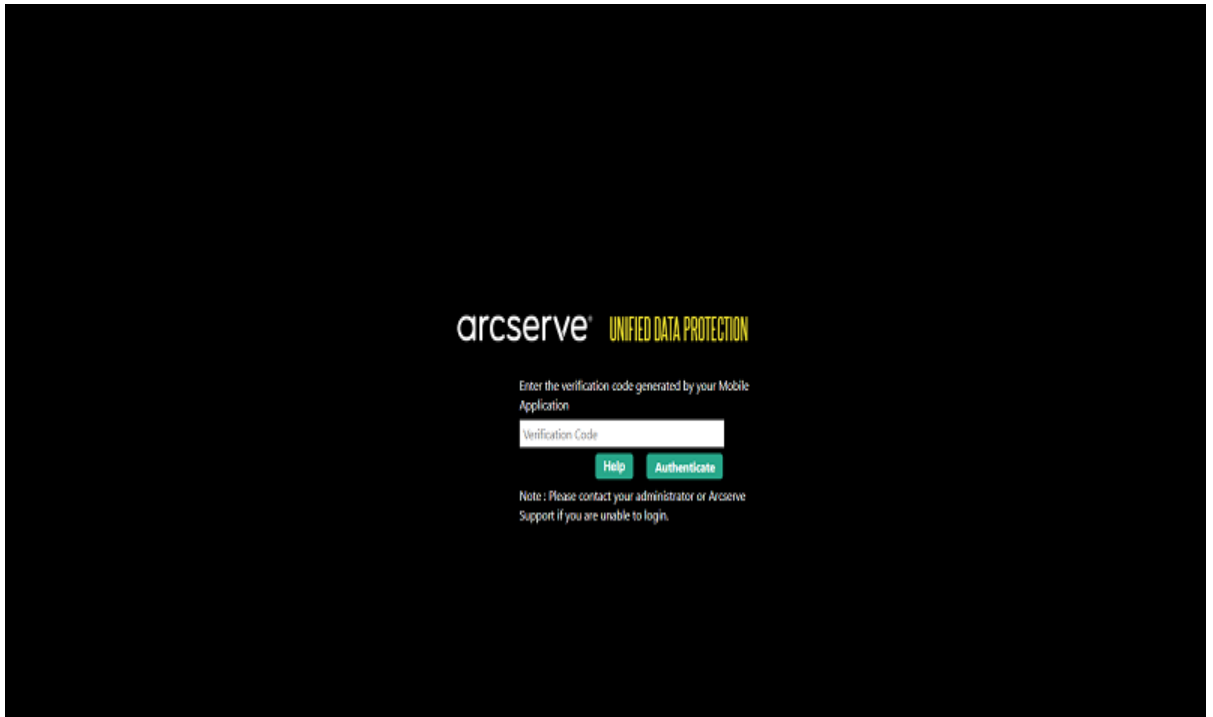 arcserve® UNIFIED DATA PROTECTION
Enter the verification code generated by your Mobile
Application
Verification Code
Help Authenticate
Note : Please contact your administrator or Arcserve
Support if you are unable to login.